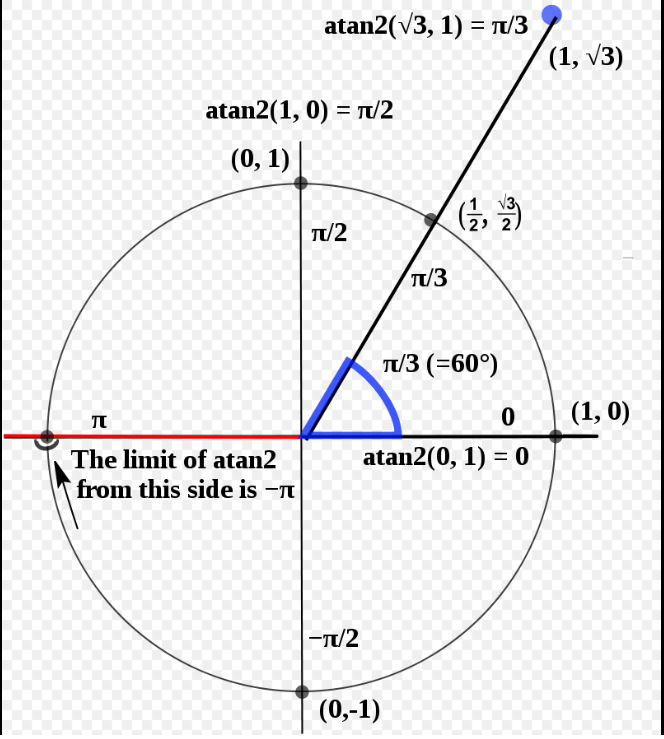 atan2(√3, 1) = π/3
(1, √3)
atan2(1, 0) = π/2
(0, 1)
(1/2, √3/2)
π/2
π/3
π/3 (=60°)
π
0
(1, 0)
The limit of atan2
from this side is −π
atan2(0, 1) = 0
−π/2
(0,-1)